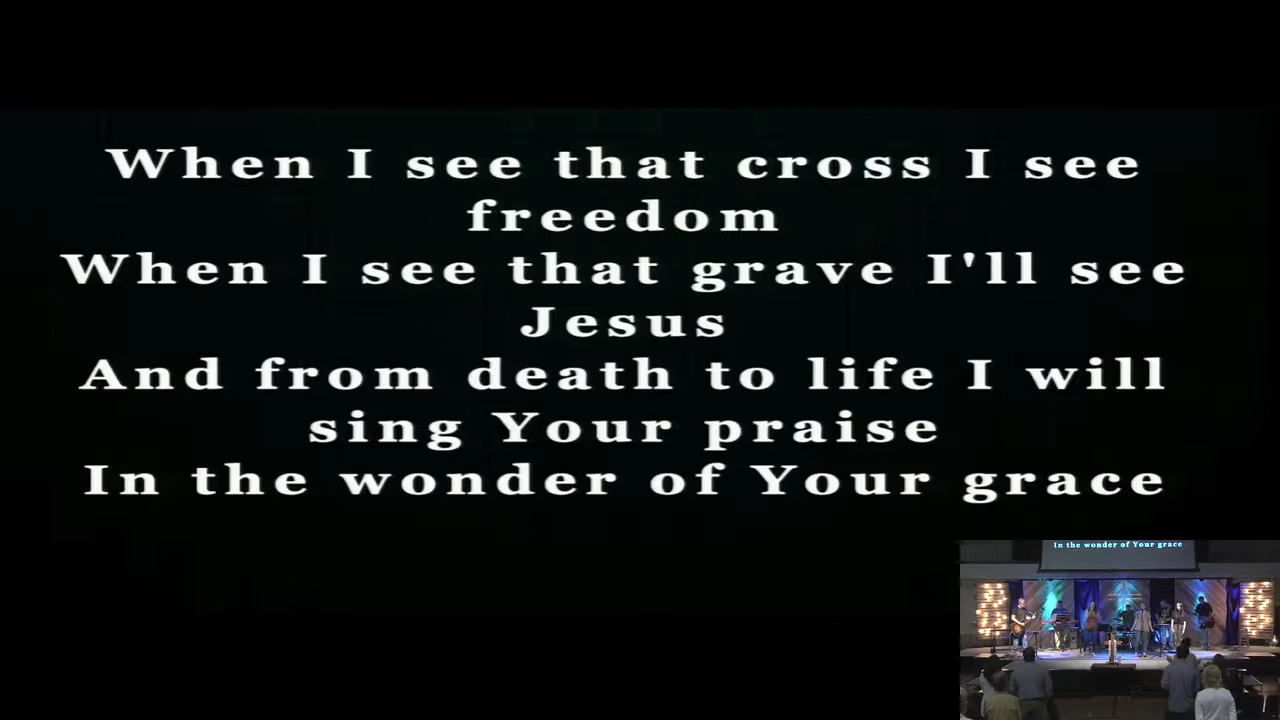 When I see that cross I see
freedom
When I see that grave I'll see
Jesus
And from death to life I will
sing Your praise
In the wonder of Your grace
In the wonder of Your grace